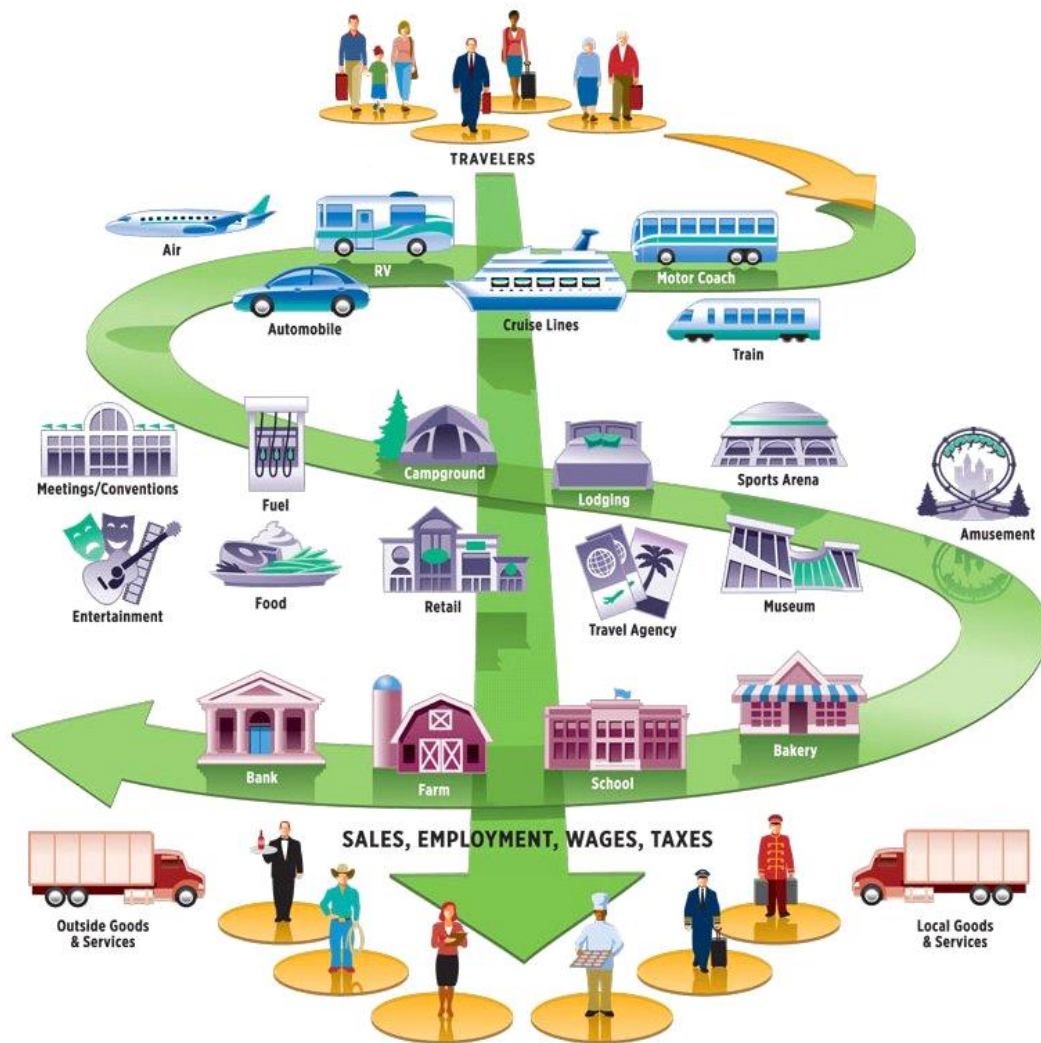 TRAVELERS
Air
RV
Motor Coach
Automobile
Cruise Lines
Train
Meetings/Conventions
Fuel
Campground
Lodging
Sports Arena
Amusement
Entertainment
Food
Retail
Travel Agency
Museum
Bank
Farm
School
Bakery
SALES, EMPLOYMENT, WAGES, TAXES
Outside Goods
& Services
Local Goods
& Services